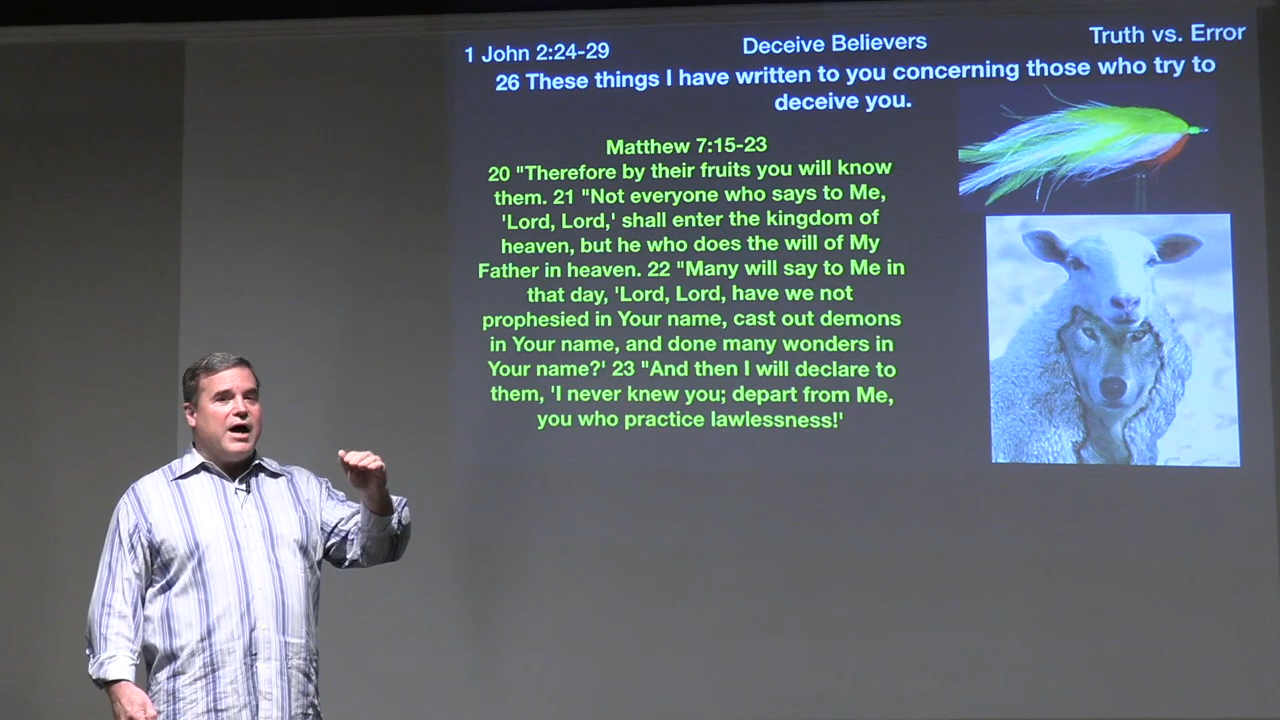 1 John 2:24-29 Deceive Believers Truth vs. Error
26 These things I have written to you concerning those who try to
deceive you.
Matthew 7:15-23
20 "Therefore by their fruits you will know
them. 21 "Not everyone who says to Me,
'Lord, Lord,' shall enter the kingdom of
heaven, but he who does the will of My
Father in heaven. 22 "Many will say to Me in
that day, 'Lord, Lord, have we not
prophesied in Your name, cast out demons
in Your name, and done many wonders in
Your name?' 23 "And then I will declare to
them, 'I never knew you; depart from Me,
you who practice lawlessness!'